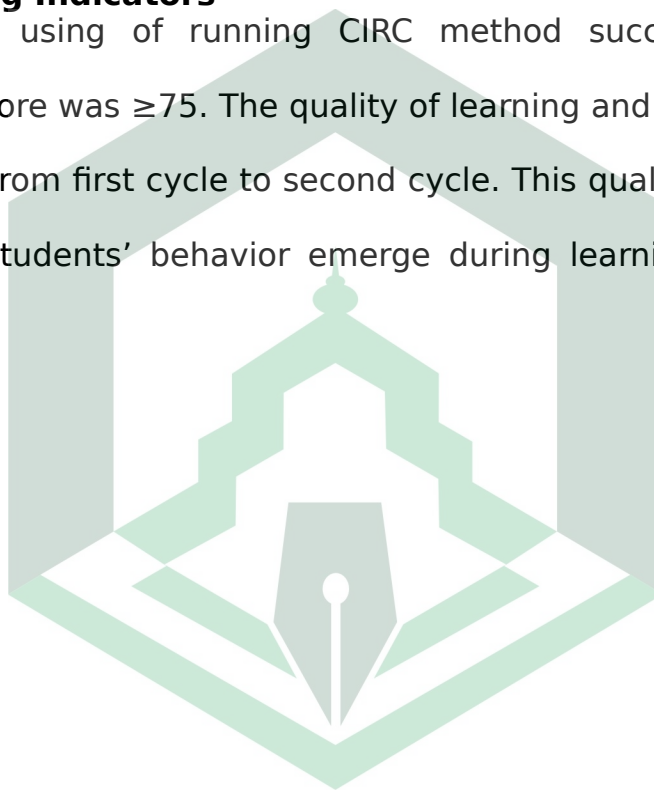 g Indicators
using of running CIRC method succ
ore was ≥75. The quality of learning and
rom first cycle to second cycle. This qual
tudents’ behavior emerge during learni